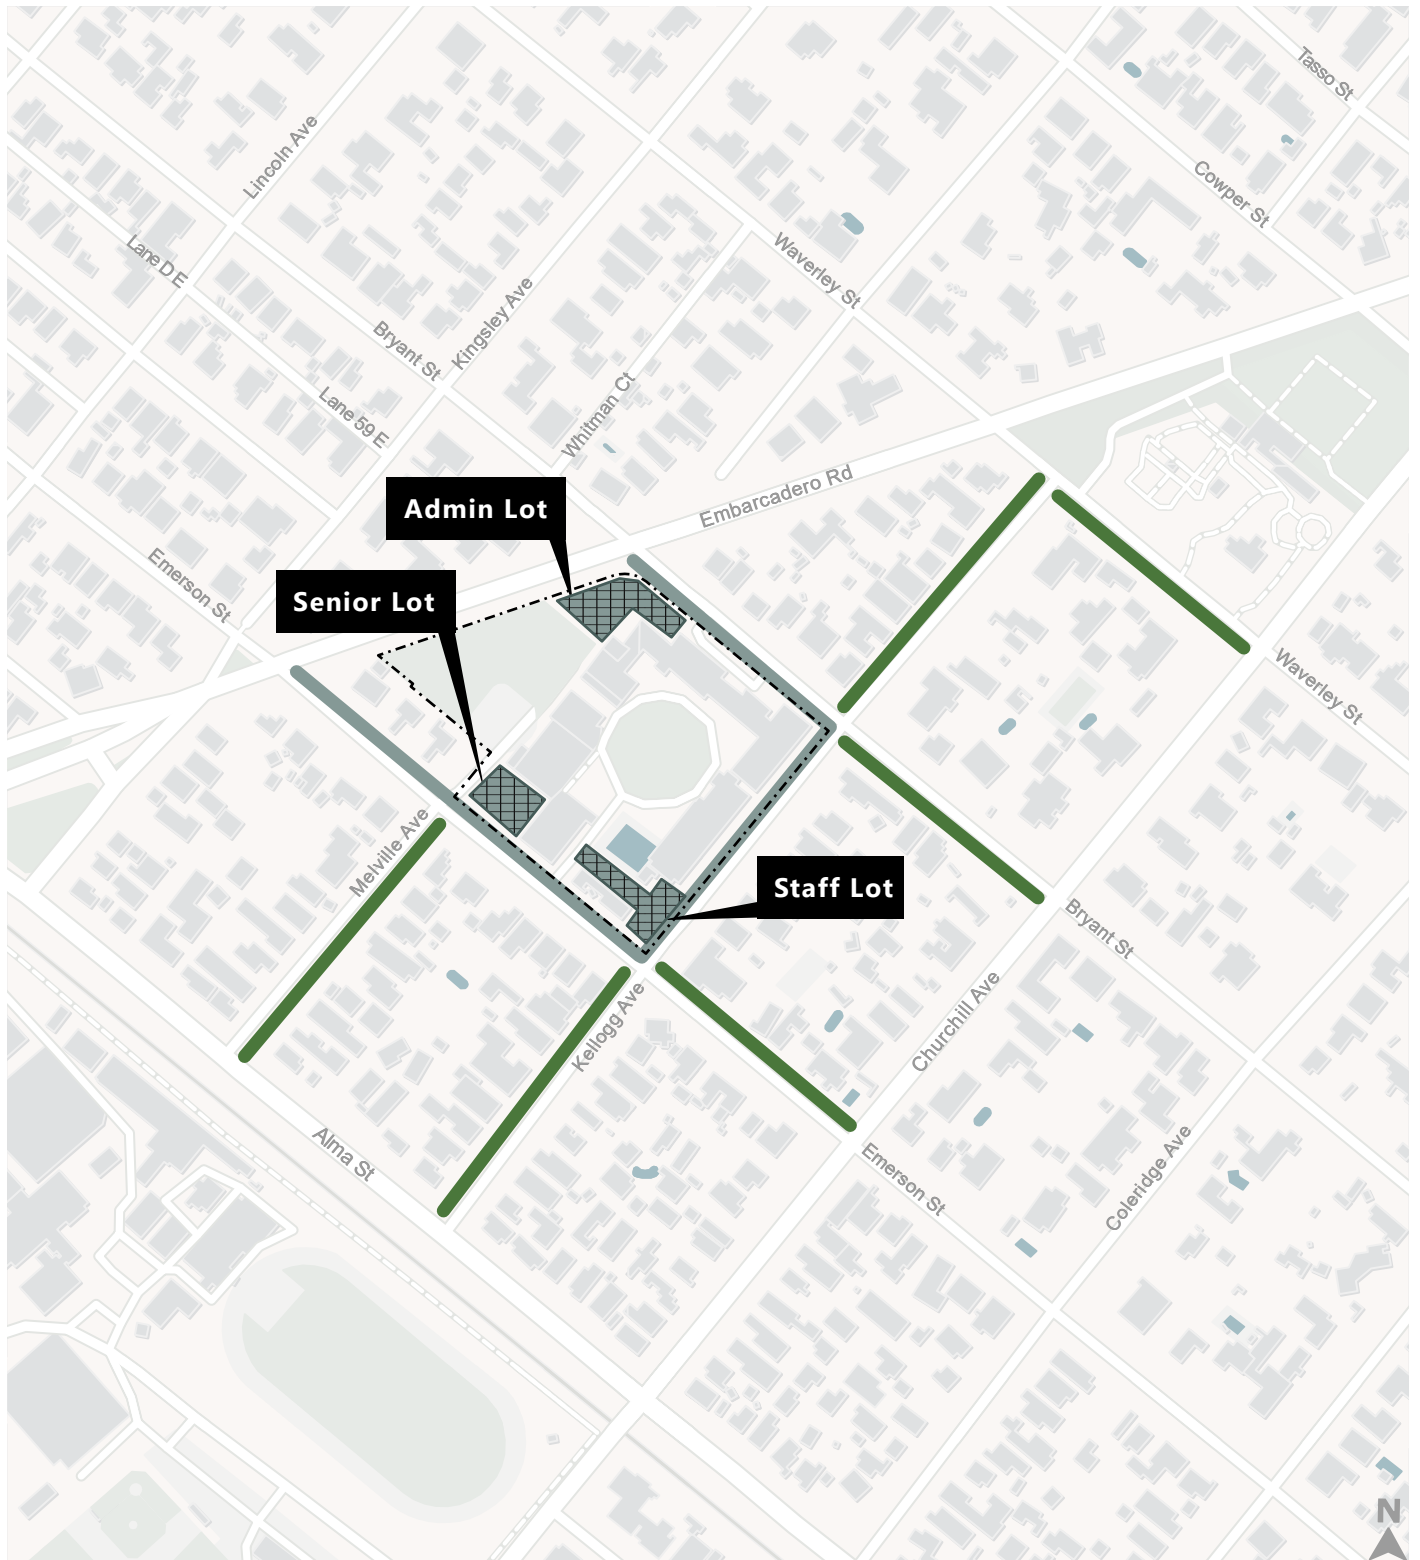 Tasso St
Lincoln Ave
Cowper St
Lane D E
Waverley St
Kingsley Ave
Bryant St
Whitman Ct
Lane 59 E
Embarcadero Rd
Admin Lot
Emerson St
Senior Lot
Waverley St
Melville Ave
Staff Lot
Bryant St
Churchill Ave
Kellogg Ave
Alma St
Emerson St
Coleridge Ave
N